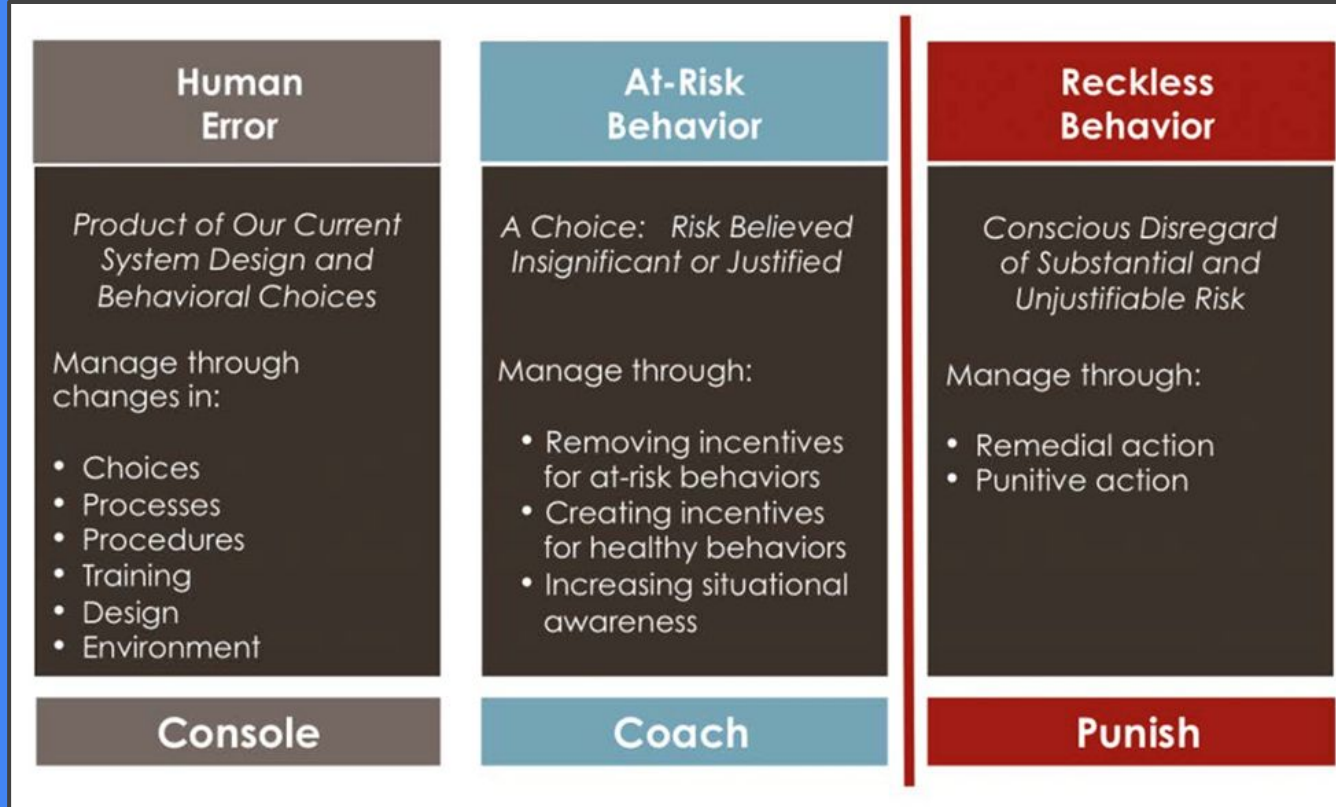 Human
Error
Product of Our Current
System Design and
Behavioral Choices
Manage through
changes in:
• Choices
• Processes
• Procedures
• Training
• Design
• Environment
Console
At-Risk
Behavior
A Choice: Risk Believed
Insignificant or Justified
Manage through:
• Removing incentives
for at-risk behaviors
• Creating incentives
for healthy behaviors
• Increasing situational
awareness
Coach
Reckless
Behavior
Conscious Disregard
of Substantial and
Unjustifiable Risk
Manage through:
• Remedial action
• Punitive action
Punish